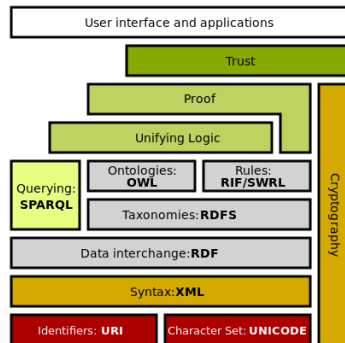 User interface and applications
Trust
Proof
Unifying Logic
Querying:
SPARQL
Ontologies:
OWL
Rules:
RIF/SWRL
Taxonomies:RDFS
Data interchange:RDF
Syntax:XML
Identifiers: URI
Character Set: UNICODE
Cryptography